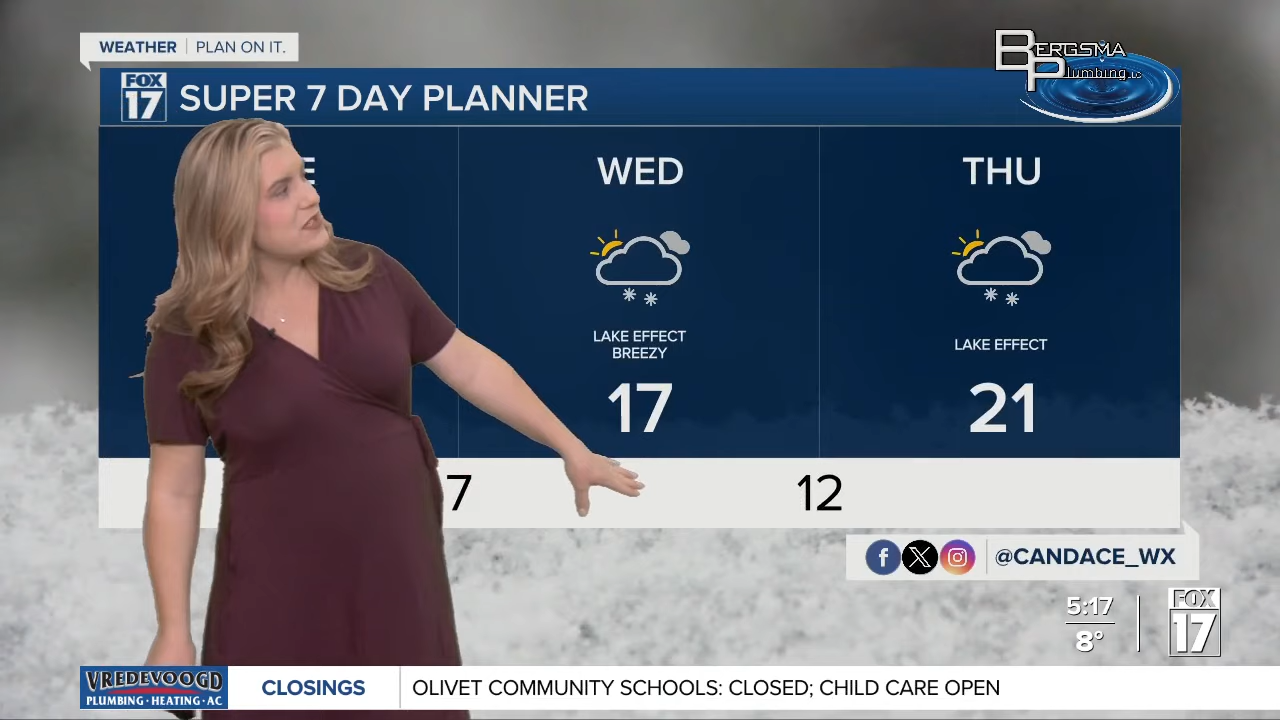 WEATHER PLAN ON IT.
BERGSMA
Plumbing LLC
FOX
17
SUPER 7 DAY PLANNER
E
WED
THU
LAKE EFFECT
BREEZY
LAKE EFFECT
17
21
7
12
@CANDACE_WX
5:17
8°
FOX
17
VREDEVOOGD
PLUMBING · HEATING · AC
CLOSINGS
OLIVET COMMUNITY SCHOOLS: CLOSED; CHILD CARE OPEN